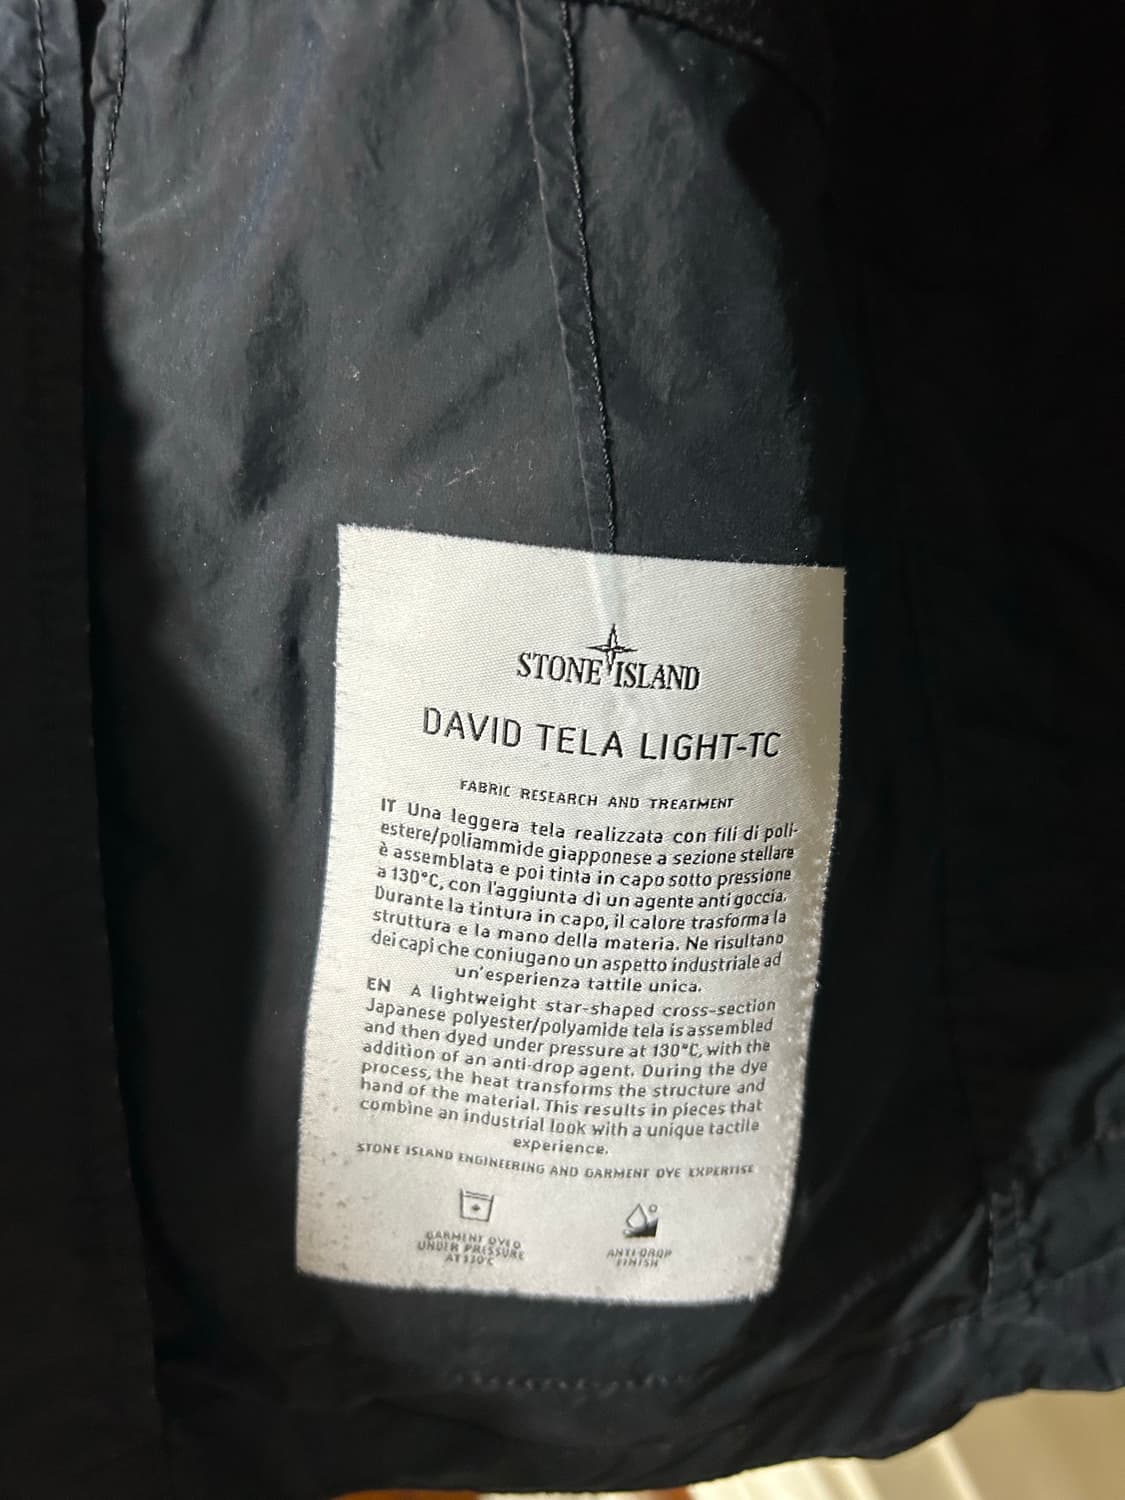 STONE ISLAND
DAVID TELA LIGHT-TC
FABRIC RESEARCH AND TREATMENT
IT Una leggera tela realizzata con fili di poli-
estere/poliammide giapponese a sezione stellare
è assemblata e poi tinta in capo sotto pressione
a 130°C, con l'aggiunta di un agente anti goccia.
Durante la tintura in capo, il calore trasforma la
struttura e la mano della materia. Ne risultano
dei capi che coniugano un aspetto industriale ad
un'esperienza tattile unica.
EN A lightweight star-shaped cross-section
Japanese polyester/polyamide tela is assembled
and then dyed under pressure at 130°C, with the
addition of an anti-drop agent. During the dye
process, the heat transforms the structure and
hand of the material. This results in pieces that
combine an industrial look with a unique tactile
experience.
STONE ISLAND ENGINEERING AND GARMENT DYE EXPERTISE
GARMENT DYED
UNDER PRESSURE
AT 130°C
ANTI-DROP
FINISH